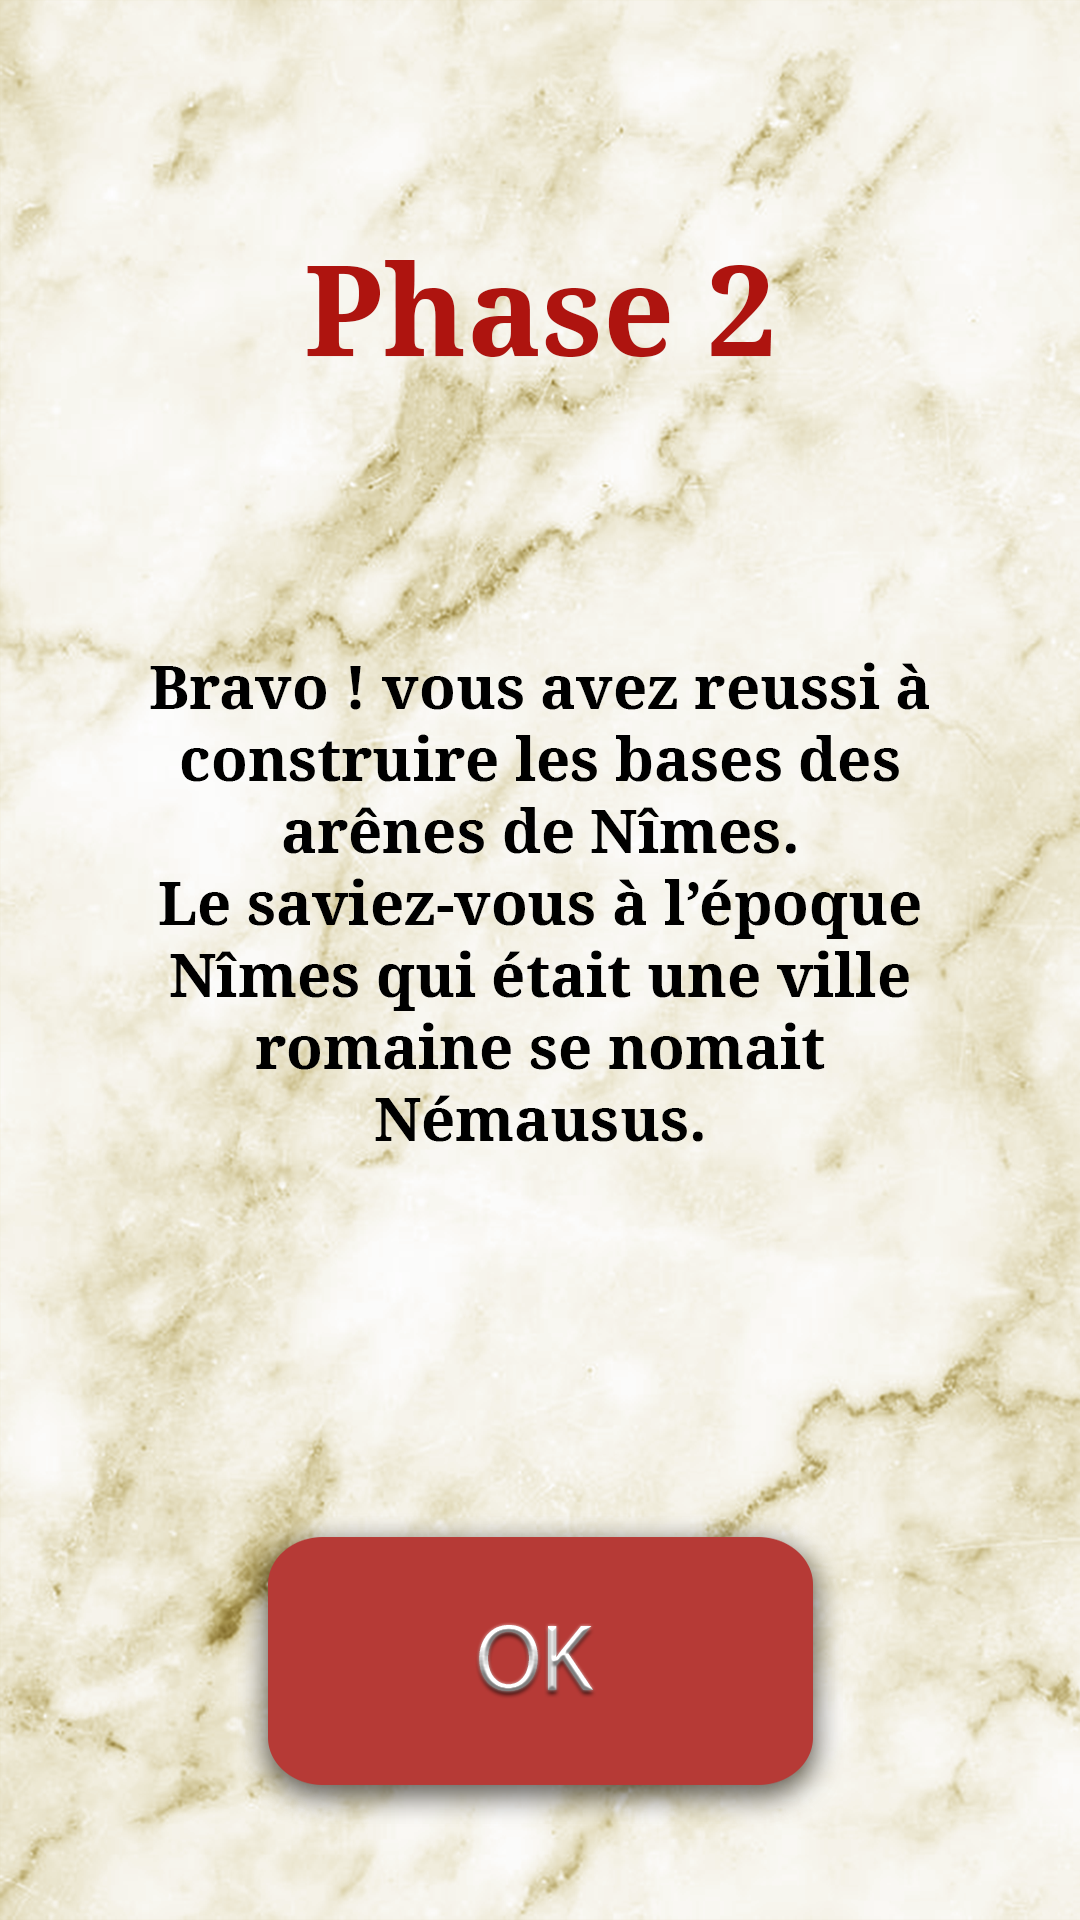 Phase 2
Bravo ! vous avez reussi à
construire les bases des
arênes de Nîmes.
Le saviez-vous à l’époque
Nîmes qui était une ville
romaine se nomait
Némausus.
OK